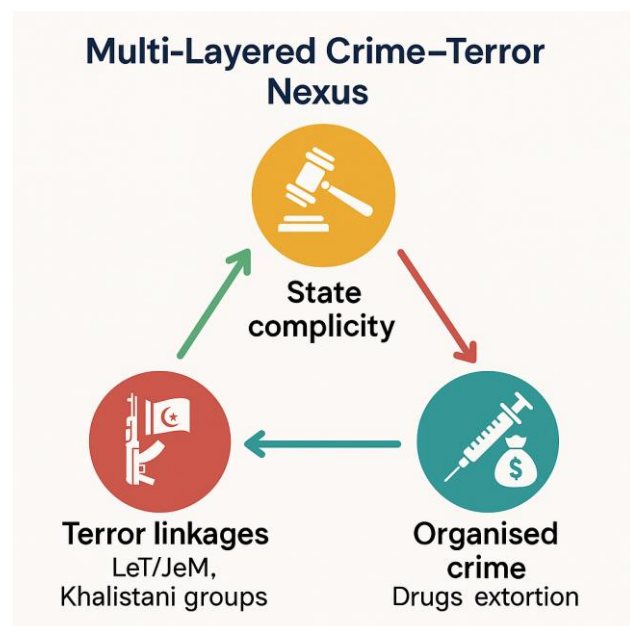 Multi-Layered Crime–Terror
Nexus
State
complicity
$
Terror linkages
LeT/JeM,
Khalistani groups
Organised
crime
Drugs extortion